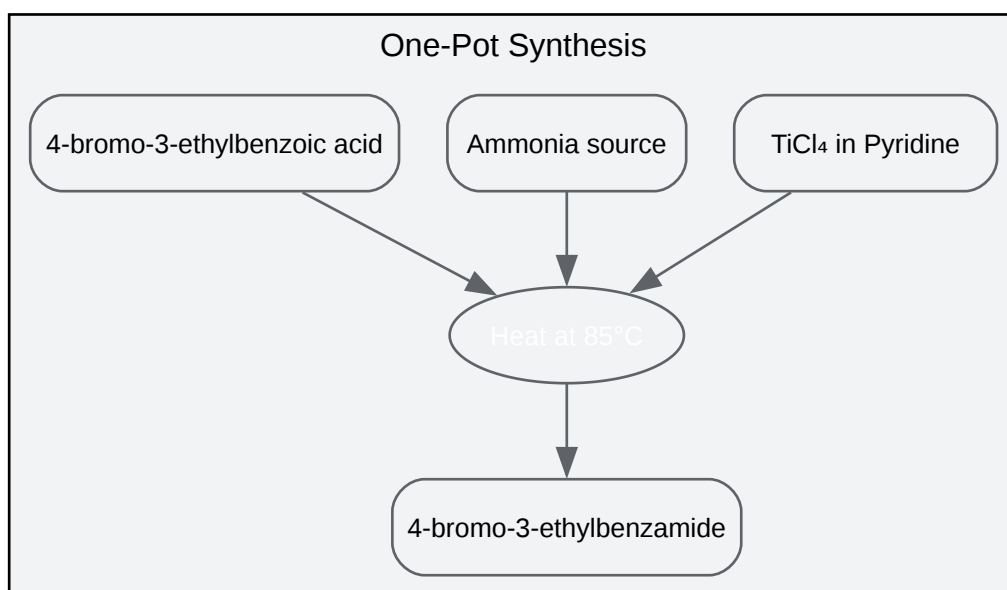 One-Pot Synthesis
4-bromo-3-ethylbenzoic acid
Ammonia source
TiCl₄ in Pyridine
Heat at 85°C
4-bromo-3-ethylbenzamide